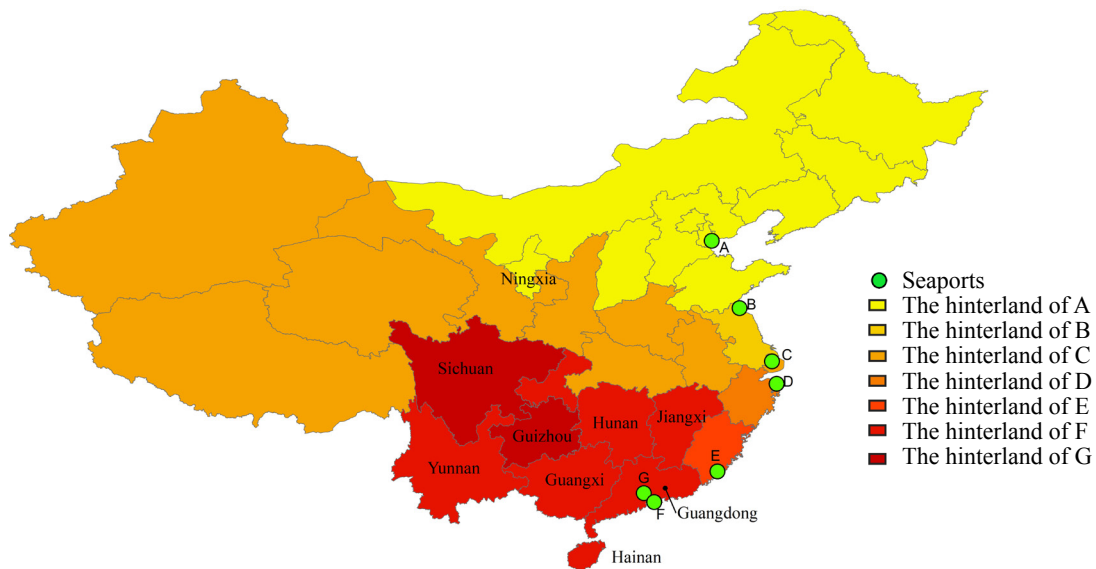 A
Ningxia
B
C
D
Sichuan
Hunan
Jiangxi
Guizhou
Yunnan
Guangxi
E
G
F
Guangdong
Hainan
Seaports
The hinterland of A
The hinterland of B
The hinterland of C
The hinterland of D
The hinterland of E
The hinterland of F
The hinterland of G